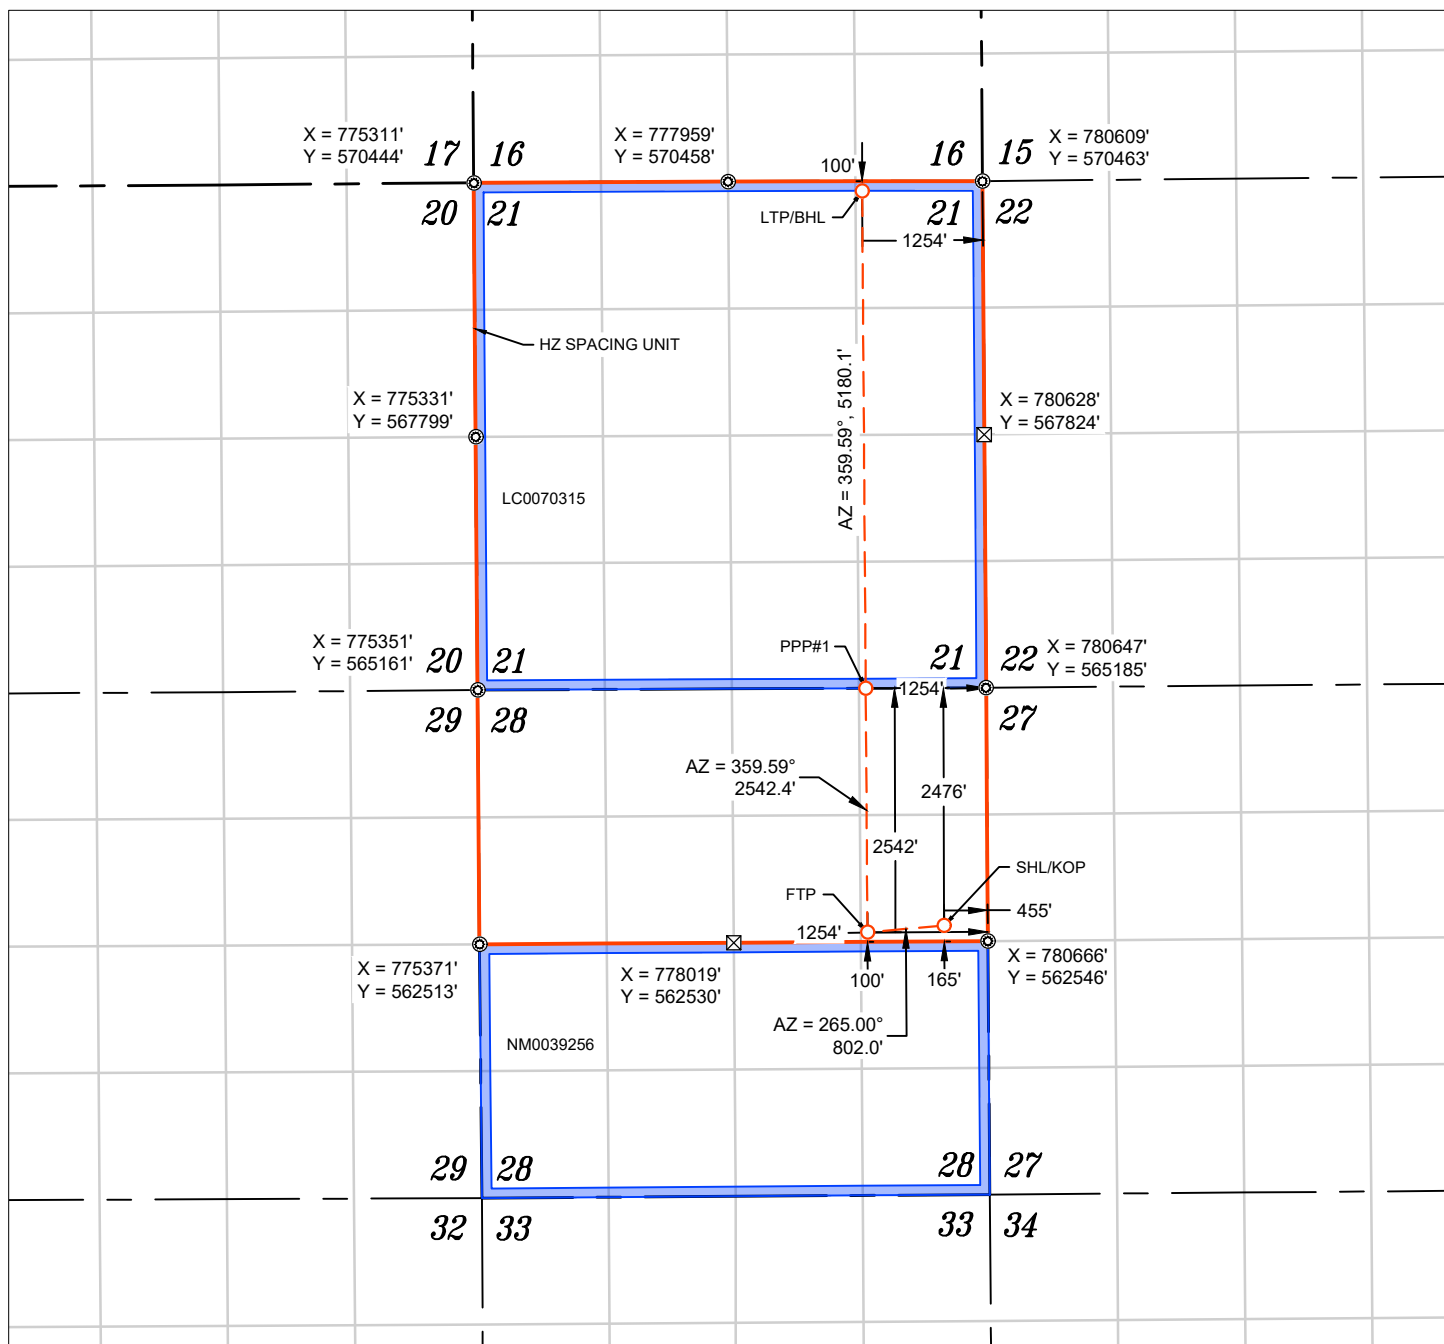 X = 775311'
Y = 570444'
17 16
X = 777959'
Y = 570458'
16 15
X = 780609'
Y = 570463'
100'
20 21
LTP/BHL
21 22
1254'
HZ SPACING UNIT
AZ = 359.59°, 5180.1'
X = 775331'
Y = 567799'
X = 780628'
Y = 567824'
LC0070315
X = 775351'
Y = 565161'
20 21
PPP#1
21 22
X = 780647'
Y = 565185'
1254'
29 28
27
AZ = 359.59°
2542.4'
2476'
2542'
SHL/KOP
FTP
455'
1254'
X = 775371'
Y = 562513'
X = 778019'
Y = 562530'
100'
165'
X = 780666'
Y = 562546'
AZ = 265.00°
802.0'
NM0039256
29 28
28 27
32 33
33 34